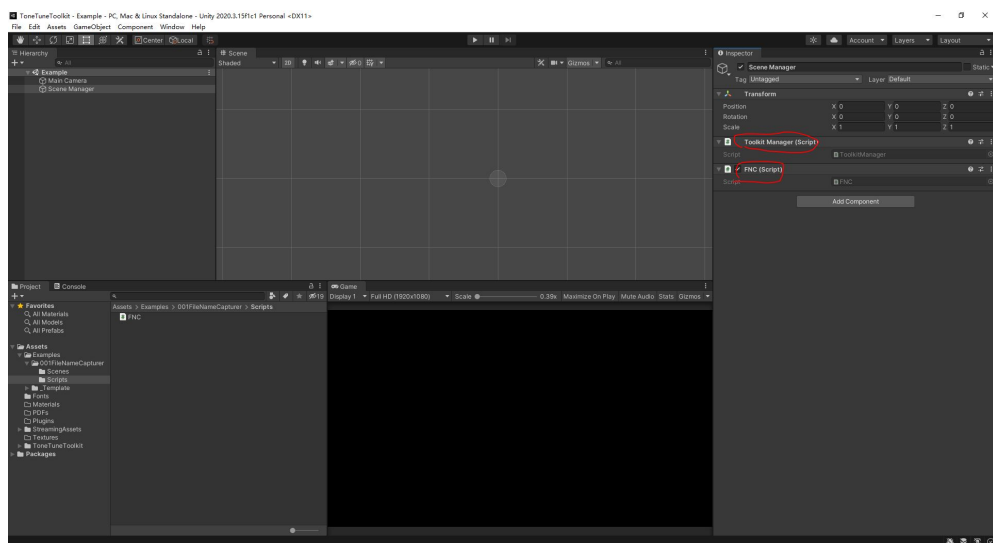 ToneTuneToolkit - Example - PC, Mac & Linux Standalone - Unity 2020.3.15f1c1 Personal <DX11>
File Edit Assets GameObject Component Window Help
Center Local Account Layers Layout
Hierarchy
All
Example
Main Camera
Scene Manager
Scene
Shaded 2D 0 Gizmos All
Inspector
Scene Manager Static
Tag Untagged Layer Default
Transform
Position X 0 Y 0 Z 0
Rotation X 0 Y 0 Z 0
Scale X 1 Y 1 Z 1
Toolkit Manager (Script)
Script ToolkitManager
FNC (Script)
Script FNC
Add Component
Project Console
19
Favorites
All Materials
All Models
All Prefabs
Assets
Examples
001FileNameCapturer
Scenes
Scripts
_Template
Fonts
Materials
PDFs
Plugins
StreamingAssets
Textures
ToneTuneToolkit
Packages
Assets > Examples > 001FileNameCapturer > Scripts
FNC
Game
Display 1 Full HD (1920x1080) Scale 0.39x Maximize On Play Mute Audio Stats Gizmos